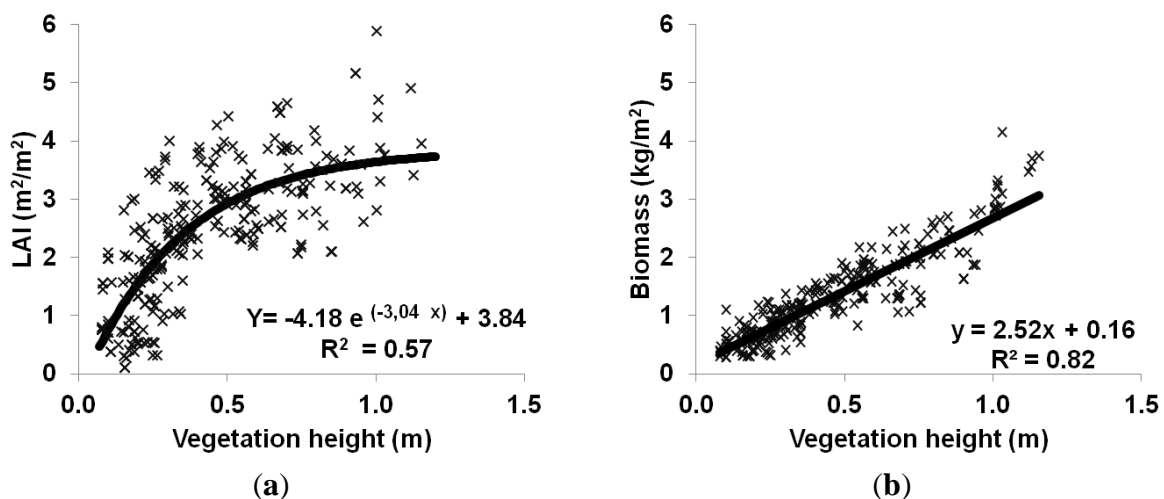 6
5
4
3
2
1
0
LAI (m²/m²)
Y= -4.18 e (-3,04 x) + 3.84
R² = 0.57
0.0 0.5 1.0 1.5
Vegetation height (m)
(a)
6
5
4
3
2
1
0
Biomass (kg/m²)
y = 2.52x + 0.16
R² = 0.82
0.0 0.5 1.0 1.5
Vegetation height (m)
(b)